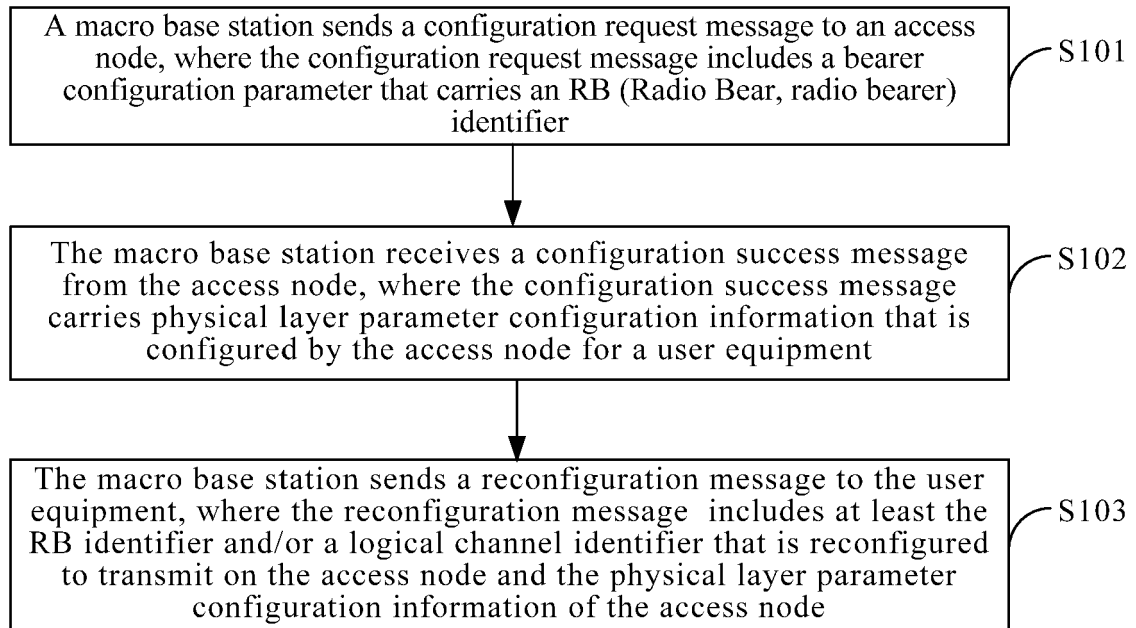 A macro base station sends a configuration request message to an access
node, where the configuration request message includes a bearer
configuration parameter that carries an RB (Radio Bear, radio bearer)
identifier
S101
The macro base station receives a configuration success message
from the access node, where the configuration success message
carries physical layer parameter configuration information that is
configured by the access node for a user equipment
S102
The macro base station sends a reconfiguration message to the user
equipment, where the reconfiguration message includes at least the
RB identifier and/or a logical channel identifier that is reconfigured
to transmit on the access node and the physical layer parameter
configuration information of the access node
S103